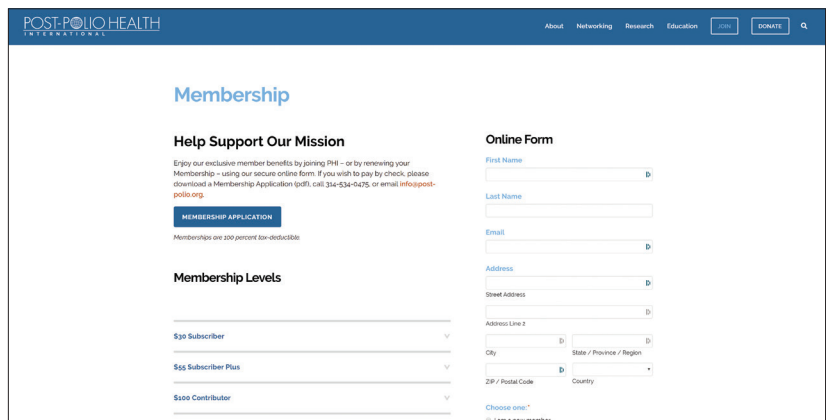 POST-POLIO HEALTH
INTERNATIONAL
About Networking Research Education JOIN DONATE
Membership
Help Support Our Mission
Enjoy our exclusive member benefits by joining PHI – or by renewing your
Membership – using our secure online form. If you wish to pay by check, please
download a Membership Application (pdf), call 314-534-0475, or email info@post-
polio.org.
MEMBERSHIP APPLICATION
Memberships are 100 percent tax-deductible.
Membership Levels
$30 Subscriber
$55 Subscriber Plus
$100 Contributor
Online Form
First Name
Last Name
Email
Address
Street Address
Address Line 2
City State / Province / Region
ZIP / Postal Code Country
Choose one:*
I am a new member